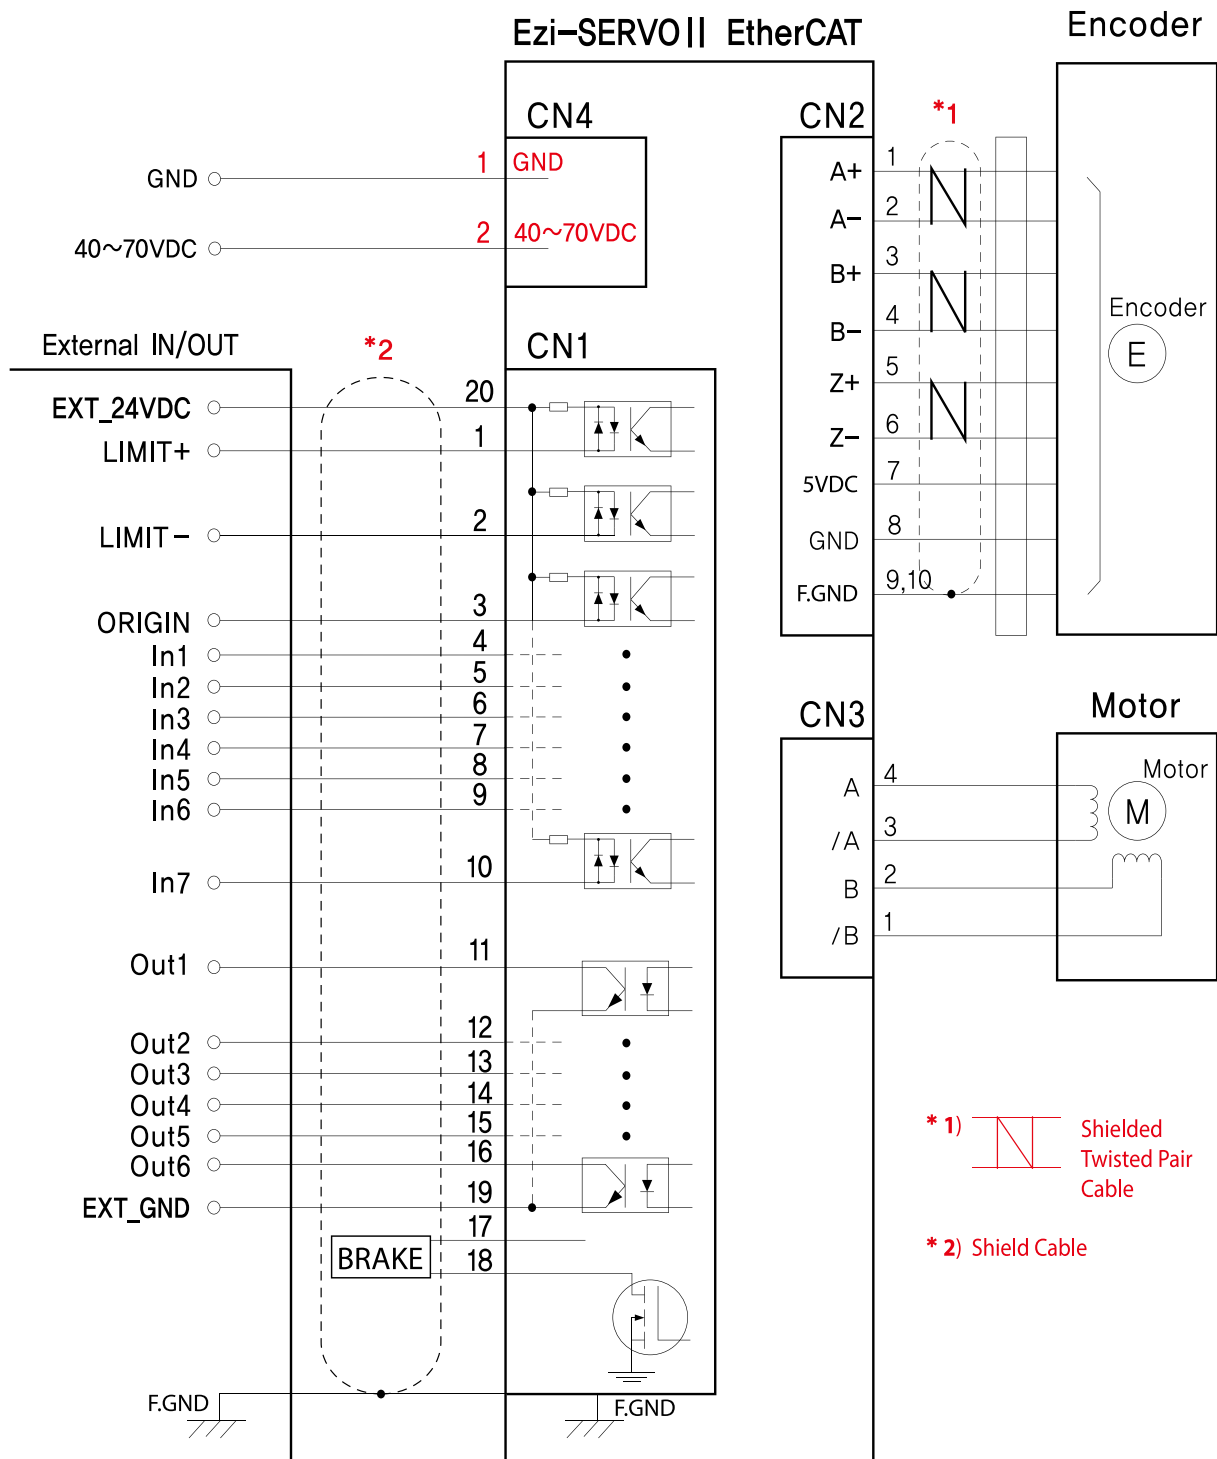 Ezi-SERVOII EtherCAT
Encoder
CN4
1 GND
GND
2 40~70VDC
40~70VDC
CN2
*1
A+ 1
A- 2
B+ 3
B- 4
Z+ 5
Z- 6
5VDC 7
GND 8
F.GND 9,10
Encoder
E
External IN/OUT
*2
CN1
EXT_24VDC 20
LIMIT+ 1
LIMIT- 2
ORIGIN 3
In1 4
In2 5
In3 6
In4 7
In5 8
In6 9
In7 10
Out1 11
Out2 12
Out3 13
Out4 14
Out5 15
Out6 16
EXT_GND 19
BRAKE 17
18
F.GND
F.GND
CN3
Motor
A 4
/A 3
B 2
/B 1
Motor
M
* 1) Shielded
Twisted Pair
Cable
* 2) Shield Cable